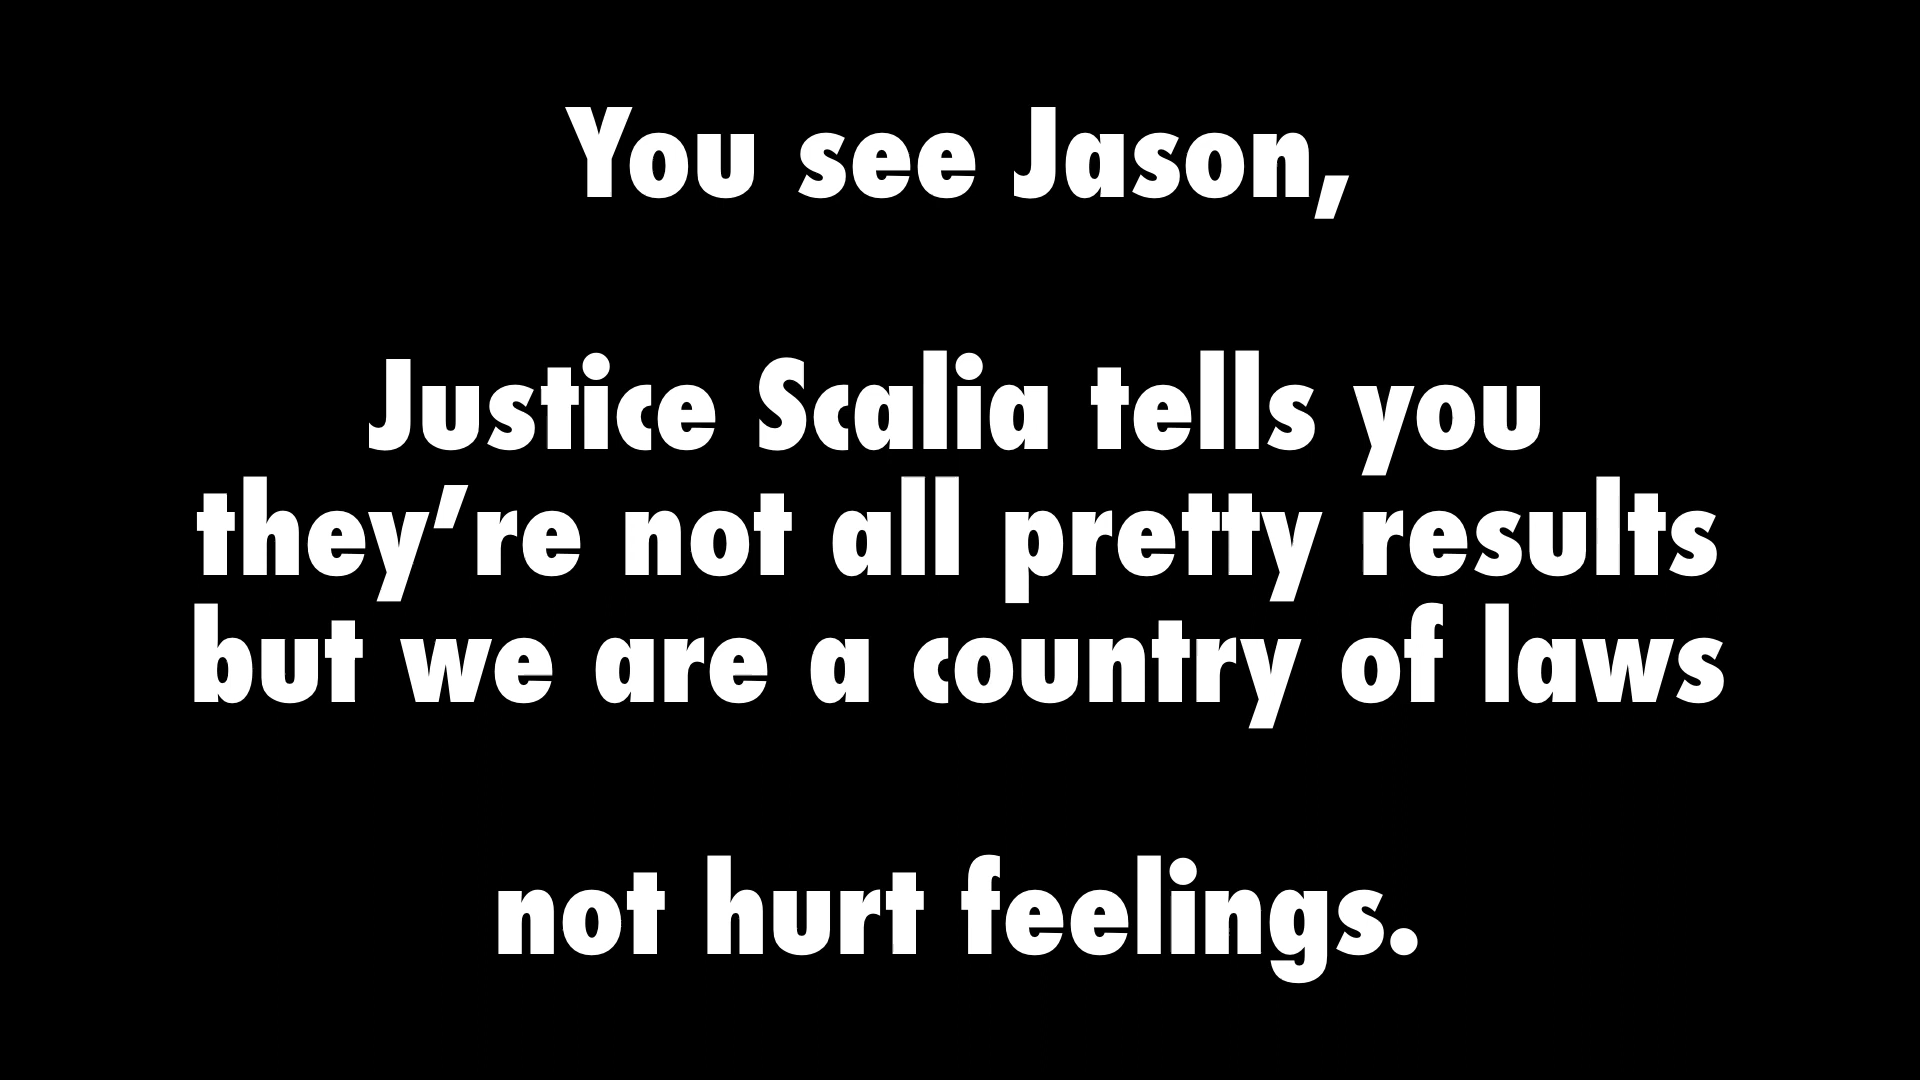 You see Jason,
Justice Scalia tells you
they’re not all pretty results
but we are a country of laws
not hurt feelings.